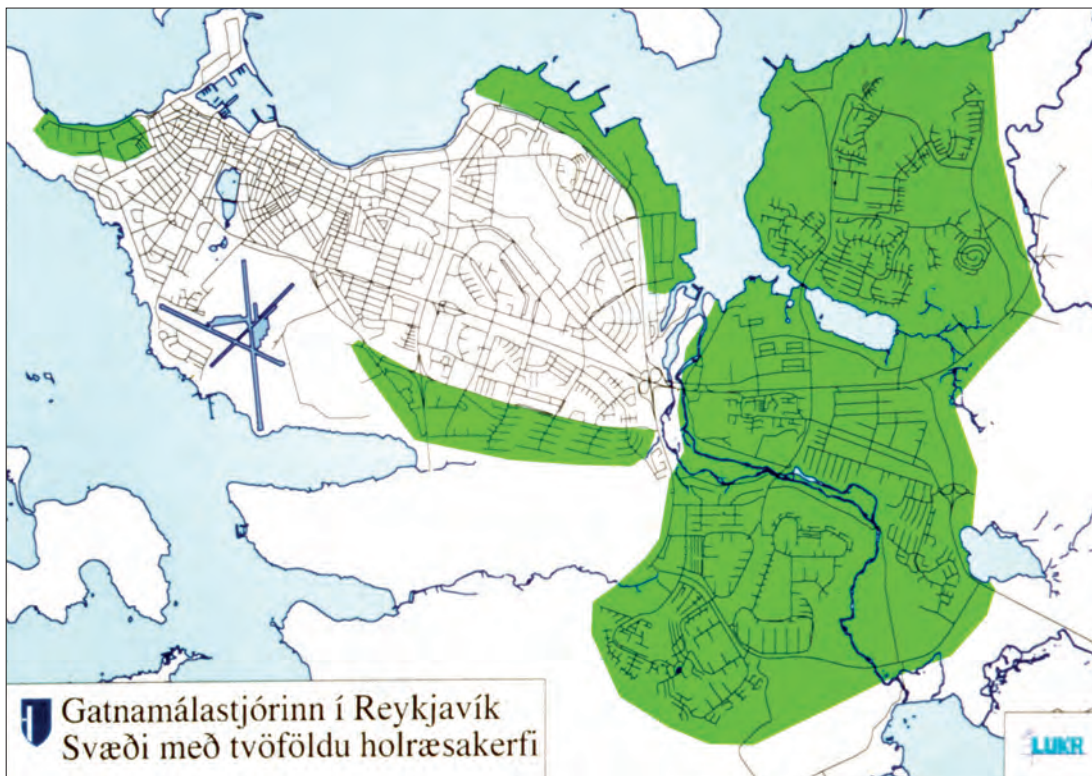 Gatnamálastjórinn í Reykjavík
Svæði með tvöföldu holræsakerfi
LUKR